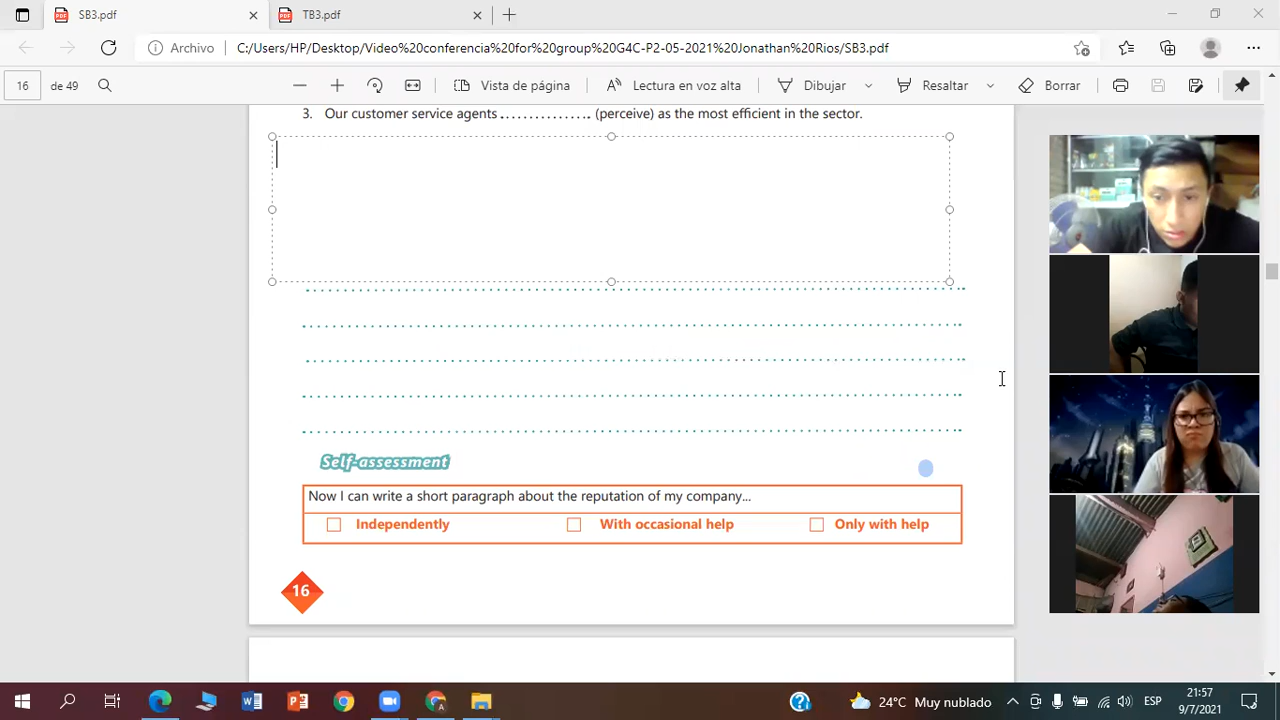 SB3.pdf
TB3.pdf
Archivo
C:/Users/HP/Desktop/Video%20conferencia%20for%20group%20G4C-P2-05-2021%20Jonathan%20Rios/SB3.pdf
16
de 49
Vista de página
Lectura en voz alta
Dibujar
Resaltar
Borrar
3. Our customer service agents ............... (perceive) as the most efficient in the sector.
Self-assessment
Now I can write a short paragraph about the reputation of my company...
Independently
With occasional help
Only with help
16
24°C Muy nublado
ESP
21:57
9/7/2021